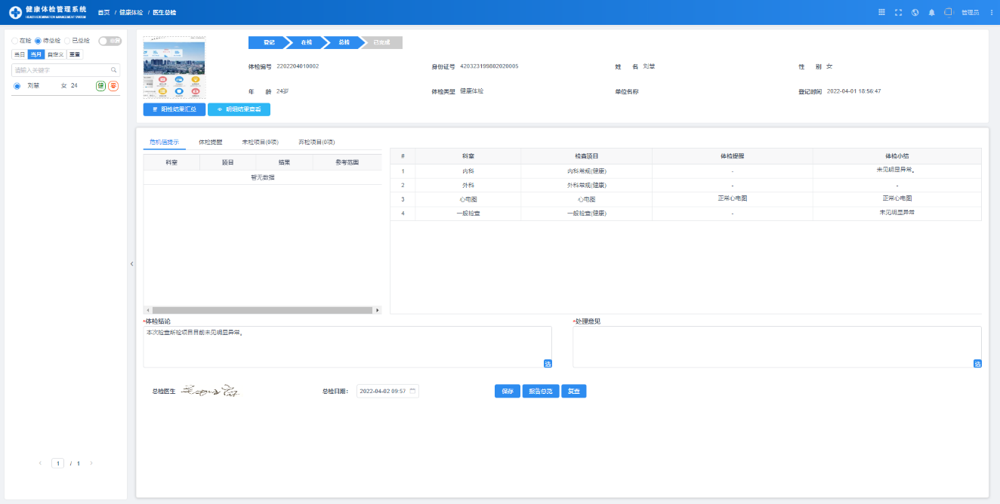 健康体检管理系统
HEALTH EXAMINATION MANAGEMENT SYSTEM
首页 / 健康体检 / 医生总检
管理员
在检 待总检 已总检
当日 当月 自定义 重置
请输入关键字
刘慧 女 24 健
1 / 1
登记 在检 总检 已完成
体检编号 2202204010002 身份证号 420323199802020005 姓 名 刘慧 性 别 女
年 龄 24岁 体检类型 健康体检 单位名称 登记时间 2022-04-01 18:56:47
阳性结果汇总 明细结果查看
危机值提示 体检提醒 未检项目(0项) 弃检项目(0项)
科室 项目 结果 参考范围
暂无数据
# 科室 检查项目 体检提醒 体检小结
1 内科 内科常规(健康) - 未见明显异常。
2 外科 外科常规(健康) - -
3 心电图 心电图 正常心电图 正常心电图
4 一般检查 一般检查(健康) - 未见明显异常
*体检结论
本次检查所检项目目前未见明显异常。
选
*处理意见
选
总检医生 总检日期: 2022-04-02 09:57
保存 报告总览 复查